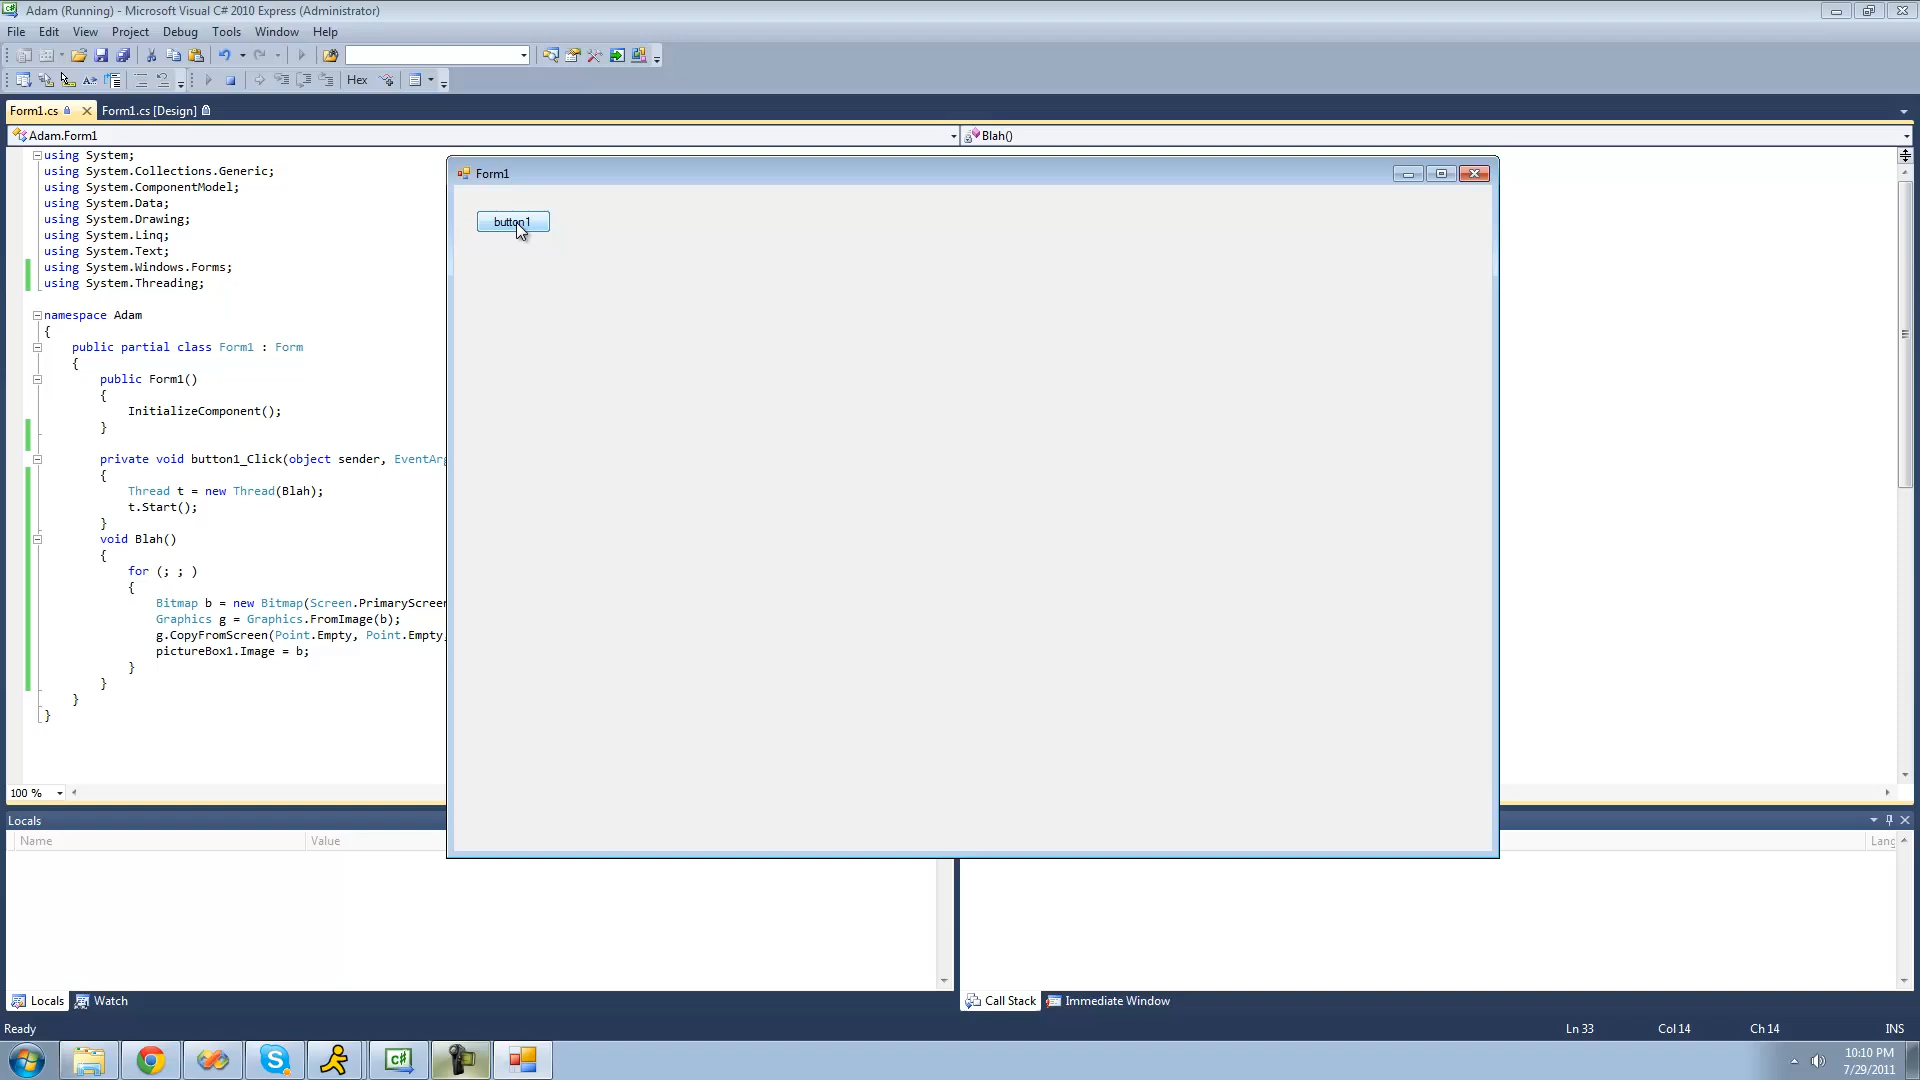 Adam (Running) - Microsoft Visual C# 2010 Express (Administrator)
File Edit View Project Debug Tools Window Help
Hex
Form1.cs Form1.cs [Design]
Adam.Form1 Blah()
using System;
using System.Collections.Generic;
using System.ComponentModel;
using System.Data;
using System.Drawing;
using System.Linq;
using System.Text;
using System.Windows.Forms;
using System.Threading;
namespace Adam
{
public partial class Form1 : Form
{
public Form1()
{
InitializeComponent();
}
private void button1_Click(object sender, EventArg
{
Thread t = new Thread(Blah);
t.Start();
}
void Blah()
{
for (; ; )
{
Bitmap b = new Bitmap(Screen.PrimaryScreen
Graphics g = Graphics.FromImage(b);
g.CopyFromScreen(Point.Empty, Point.Empty,
pictureBox1.Image = b;
}
}
}
}
Form1
button1
100 %
Locals
Name Value
Lang
Locals Watch
Call Stack Immediate Window
Ready
Ln 33 Col 14 Ch 14 INS
C#
10:10 PM
7/29/2011